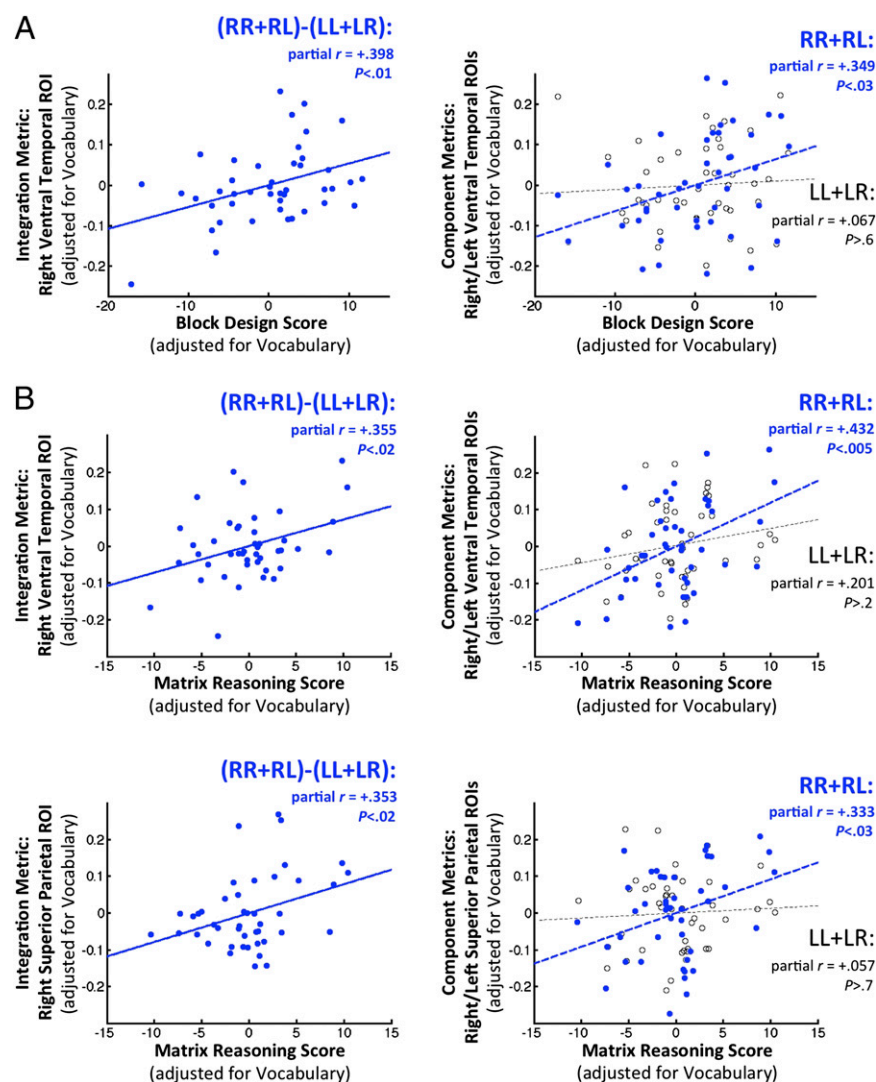 A
(RR+RL)-(LL+LR):
partial r = +.398
P<.01
Integration Metric:
Right Ventral Temporal ROI
(adjusted for Vocabulary)
0.2
0.1
0
-0.1
-0.2
-20
-10
0
10
Block Design Score
(adjusted for Vocabulary)
RR+RL:
partial r = +.349
P<.03
Component Metrics:
Right/Left Ventral Temporal ROIs
(adjusted for Vocabulary)
0.2
0.1
0
-0.1
-0.2
LL+LR:
partial r = +.067
P>.6
-20
-10
0
10
Block Design Score
(adjusted for Vocabulary)
B
(RR+RL)-(LL+LR):
partial r = +.355
P<.02
Integration Metric:
Right Ventral Temporal ROI
(adjusted for Vocabulary)
0.2
0.1
0
-0.1
-0.2
-15
-10
-5
0
5
10
15
Matrix Reasoning Score
(adjusted for Vocabulary)
RR+RL:
partial r = +.432
P<.005
Component Metrics:
Right/Left Ventral Temporal ROIs
(adjusted for Vocabulary)
0.2
0.1
0
-0.1
-0.2
LL+LR:
partial r = +.201
P>.2
-15
-10
-5
0
5
10
15
Matrix Reasoning Score
(adjusted for Vocabulary)
(RR+RL)-(LL+LR):
partial r = +.353
P<.02
Integration Metric:
Right Superior Parietal ROI
(adjusted for Vocabulary)
0.2
0.1
0
-0.1
-0.2
-15
-10
-5
0
5
10
15
Matrix Reasoning Score
(adjusted for Vocabulary)
RR+RL:
partial r = +.333
P<.03
Component Metrics:
Right/Left Superior Parietal ROIs
(adjusted for Vocabulary)
0.2
0.1
0
-0.1
-0.2
LL+LR:
partial r = +.057
P>.7
-15
-10
-5
0
5
10
15
Matrix Reasoning Score
(adjusted for Vocabulary)